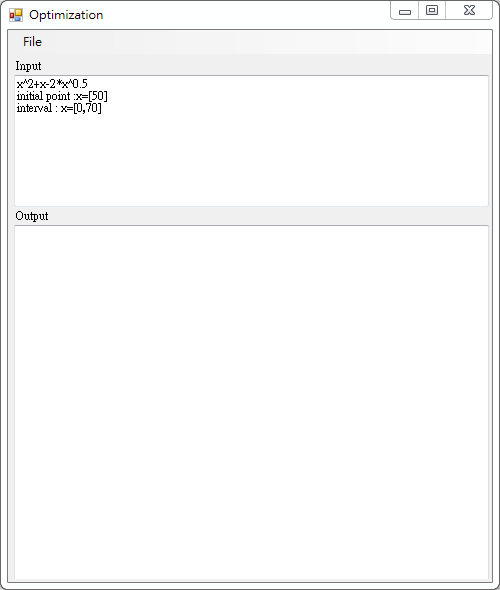 Optimization
File
Input
x^2+x-2*x^0.5
initial point :x=[50]
interval : x=[0,70]
Output